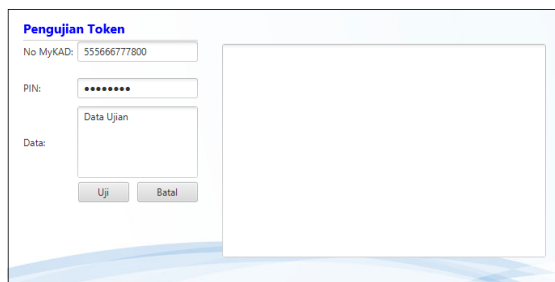 Pengujian Token
No MyKAD: 555666777800
PIN: ●●●●●●●●
Data: Data Ujian
Uji Batal